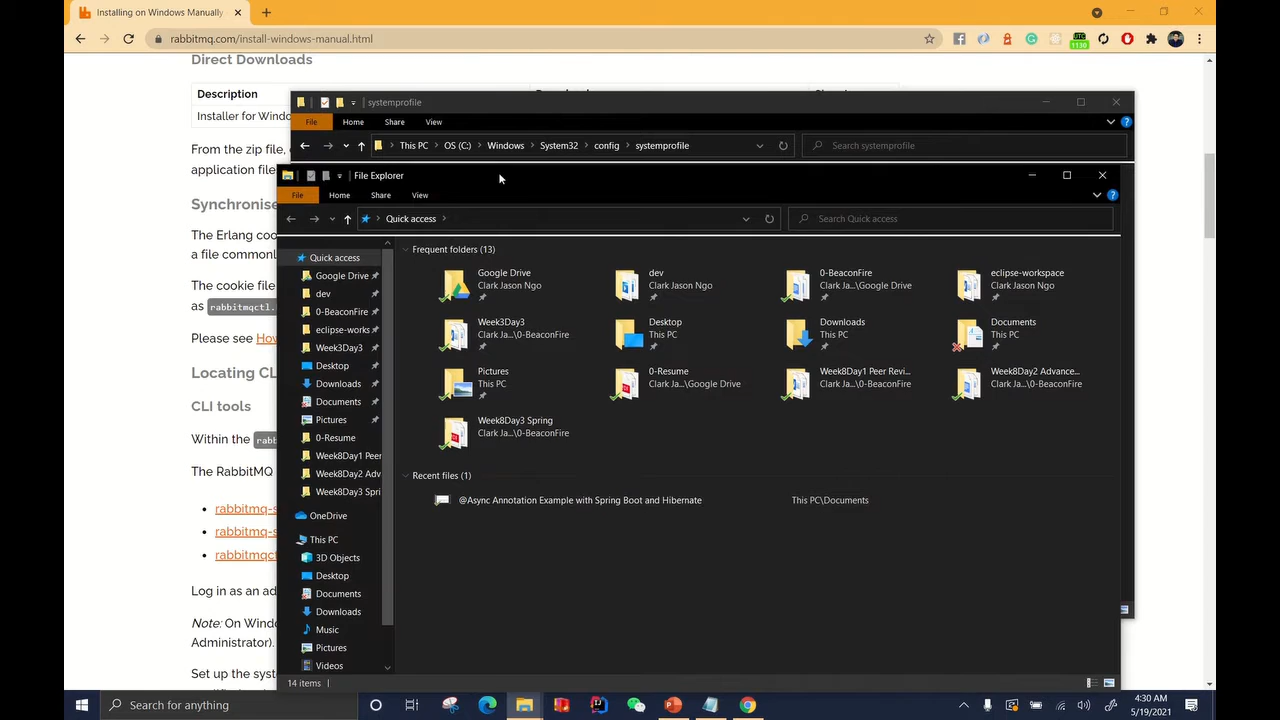 Installing on Windows Manually
rabbitmq.com/install-windows-manual.html
1130
Direct Downloads
Description
Installer for Windo
From the zip file,
application file
Synchronise
The Erlang coo
a file commonly
The cookie file
as rabbitmqctl.
Please see How
Locating CL
CLI tools
Within the rabb
The RabbitMQ
rabbitmq-s
rabbitmq-s
rabbitmqct
Log in as an ad
Note: On Windo
Administrator).
Set up the syst
systemprofile
File
Home
Share
View
This PC
OS (C:)
Windows
System32
config
systemprofile
Search systemprofile
File Explorer
File
Home
Share
View
Quick access
Search Quick access
Quick access
Google Drive
dev
0-BeaconFire
eclipse-works
Week3Day3
Desktop
Downloads
Documents
Pictures
0-Resume
Week8Day1 Peer
Week8Day2 Adv
Week8Day3 Spri
OneDrive
This PC
3D Objects
Desktop
Documents
Downloads
Music
Pictures
Videos
Frequent folders (13)
Google Drive
Clark Jason Ngo
dev
Clark Jason Ngo
0-BeaconFire
Clark Ja...\Google Drive
eclipse-workspace
Clark Jason Ngo
Week3Day3
Clark Ja...\0-BeaconFire
Desktop
This PC
Downloads
This PC
Documents
This PC
Pictures
This PC
0-Resume
Clark Ja...\Google Drive
Week8Day1 Peer Revi...
Clark Ja...\0-BeaconFire
Week8Day2 Advance...
Clark Ja...\0-BeaconFire
Week8Day3 Spring
Clark Ja...\0-BeaconFire
Recent files (1)
@Async Annotation Example with Spring Boot and Hibernate
This PC\Documents
14 items
Search for anything
4:30 AM
5/19/2021